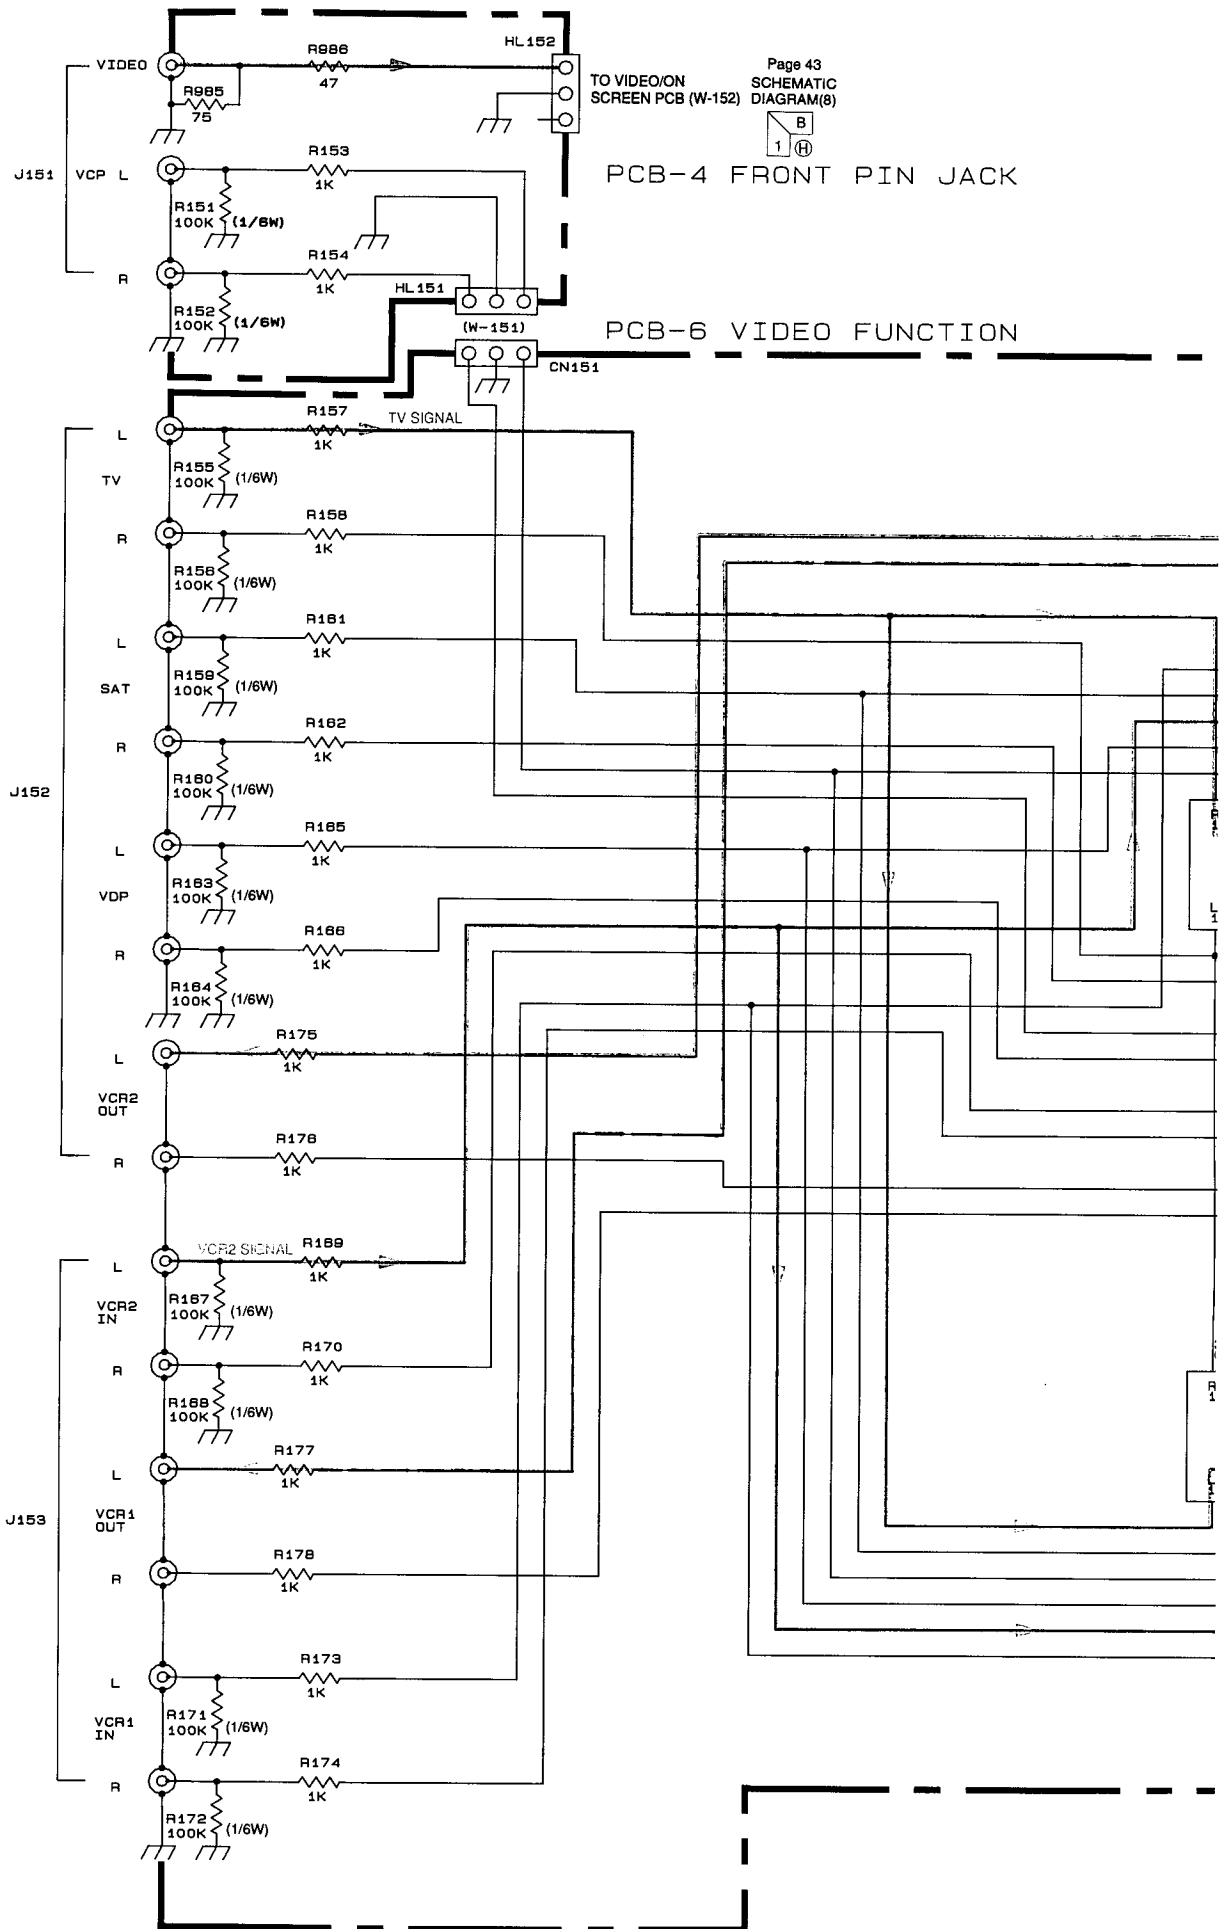 HL152
R986
VIDEO
47
R985
75
TO VIDEO/ON
SCREEN PCB (W-152)
Page 43
SCHEMATIC
DIAGRAM(8)
B
1 H
PCB-4 FRONT PIN JACK
J151
VCP L
R153
1K
R151
100K (1/6W)
R154
1K
R
HL151
R152
100K (1/6W)
(W-151)
PCB-6 VIDEO FUNCTION
CN151
R157
TV SIGNAL
L
1K
R155
100K (1/6W)
TV
R158
R
1K
R156
100K (1/6W)
R161
L
1K
R159
100K (1/6W)
SAT
R162
R
1K
R160
100K (1/6W)
J152
R165
L
1K
R163
100K (1/6W)
VDP
L
1
R166
R
1K
R164
100K (1/6W)
R175
L
1K
VCR2
OUT
R176
R
1K
VCR2 SIGNAL
R169
L
1K
R167
100K (1/6W)
VCR2
IN
R170
R
1K
R
1
R168
100K (1/6W)
R177
L
1K
J153
VCR1
OUT
R178
R
1K
R173
L
1K
R171
100K (1/6W)
VCR1
IN
R174
R
1K
R172
100K (1/6W)